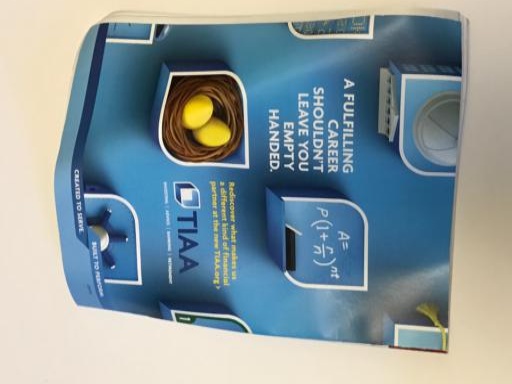 A FULFILLING
CAREER
SHOULDN'T
LEAVE YOU
EMPTY
HANDED.
A=
P(1+r/n)^nt
Rediscover what makes us
a different kind of financial
partner at the new TIAA.org›
TIAA
CREATED TO SERVE.
BUILT TO PERFORM.